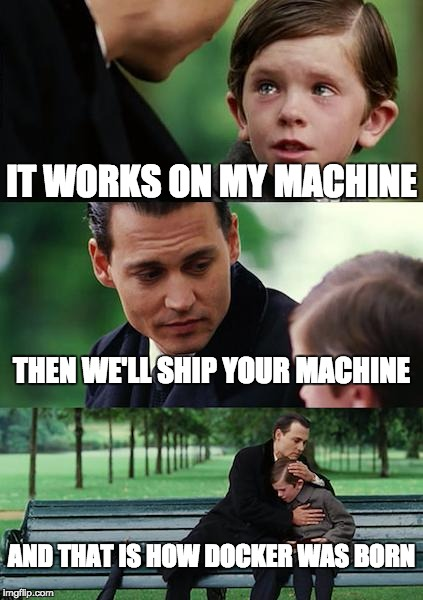 IT WORKS ON MY MACHINE
THEN WE'LL SHIP YOUR MACHINE
AND THAT IS HOW DOCKER WAS BORN
imgflip.com